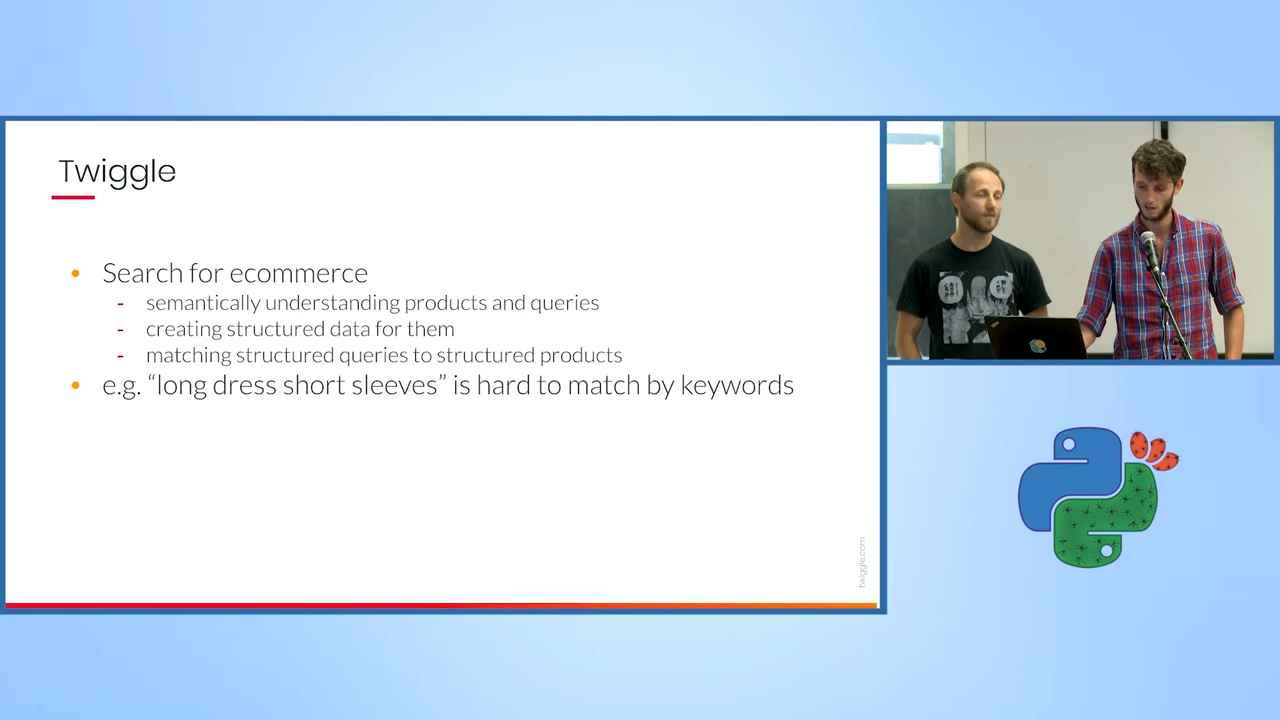 Twiggle
• Search for ecommerce
- semantically understanding products and queries
- creating structured data for them
- matching structured queries to structured products
• e.g. “long dress short sleeves” is hard to match by keywords
twiggle.com